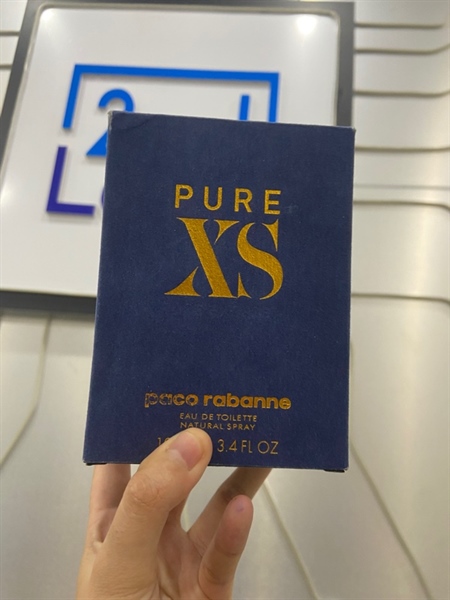 PURE
XS
paco rabanne
EAU DE TOILETTE
NATURAL SPRAY
3.4 FL OZ